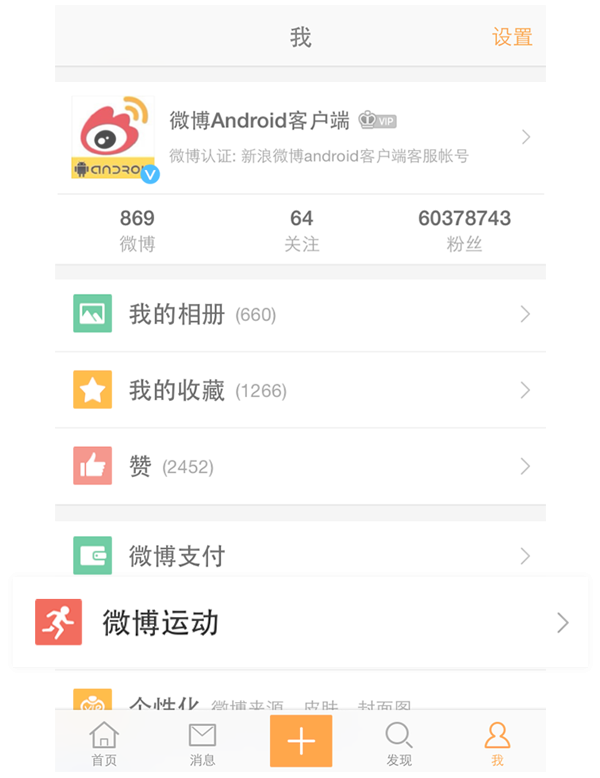 我 设置
微博Android客户端 VIP
微博认证: 新浪微博android客户端客服帐号
ANDROI
V
869 64 60378743
微博 关注 粉丝
我的相册 (660)
我的收藏 (1266)
赞 (2452)
微博支付
微博运动
个性化 微博来源、皮肤、封面图
首页 消息 发现 我